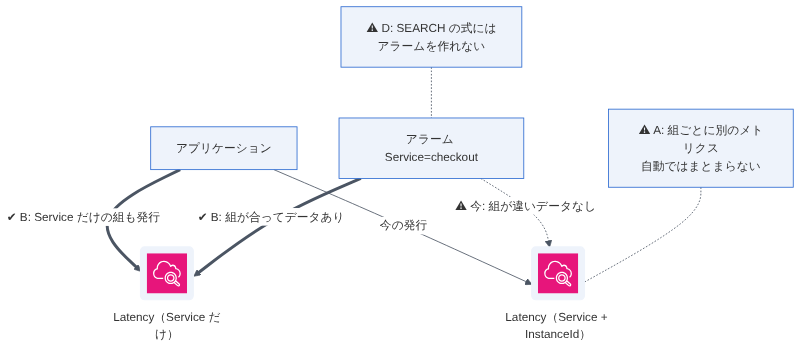 ⚠ D: SEARCH の式には
アラームを作れない
アプリケーション
アラーム
Service=checkout
⚠ A: 組ごとに別のメト
リクス
自動ではまとまらない
✔ B: Service だけの組も発行
✔ B: 組が合ってデータあり
今の発行
⚠ 今: 組が違いデータなし
Latency（Service だ
け）
Latency（Service +
InstanceId）